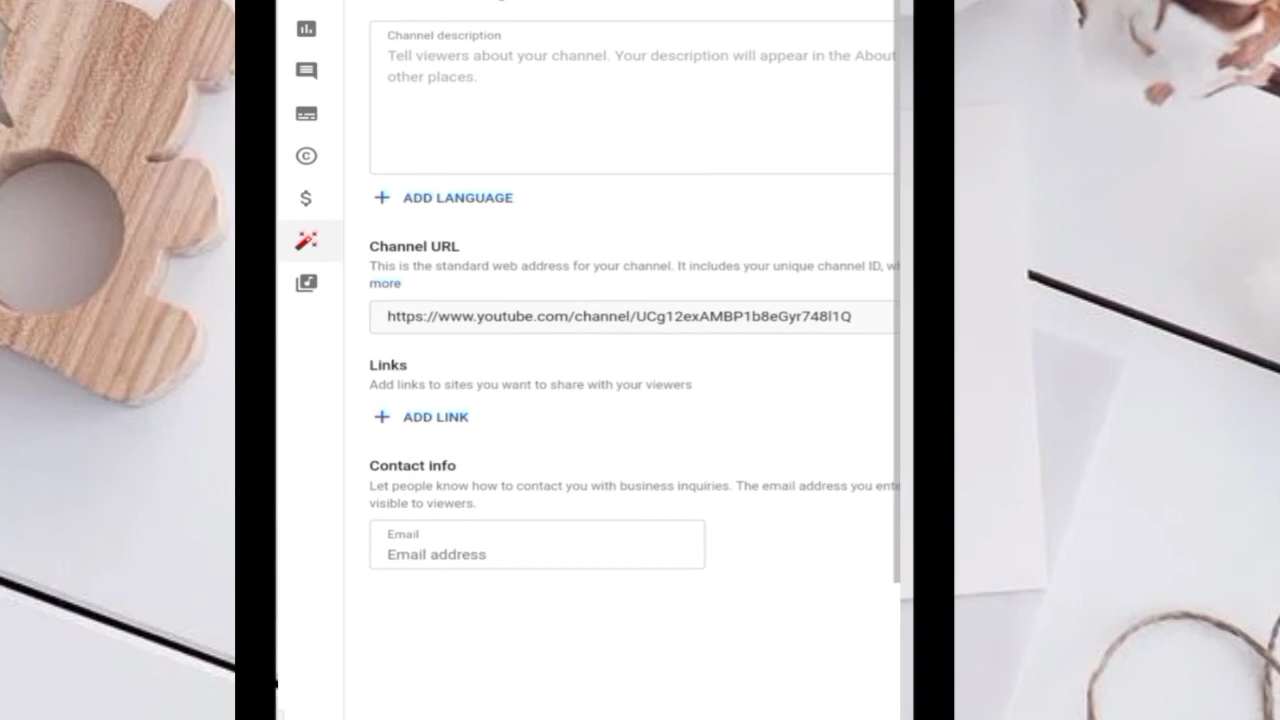 Channel description
Tell viewers about your channel. Your description will appear in the About
other places.
+ ADD LANGUAGE
Channel URL
This is the standard web address for your channel. It includes your unique channel ID,
more
https://www.youtube.com/channel/UCg12exAMBP1b8eGyr748l1Q
Links
Add links to sites you want to share with your viewers
+ ADD LINK
Contact info
Let people know how to contact you with business inquiries. The email address you
visible to viewers.
Email
Email address